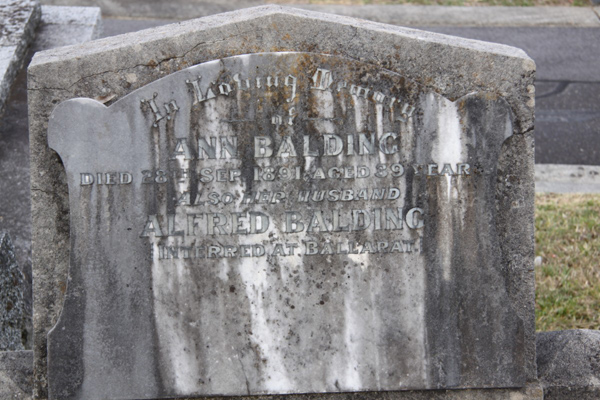 In Loving Memory
of
ANN BALDING
DIED 28TH SEP. 1891, AGED 89 YEARS
ALSO HER HUSBAND
ALFRED BALDING
INTERRED AT BALLARAT